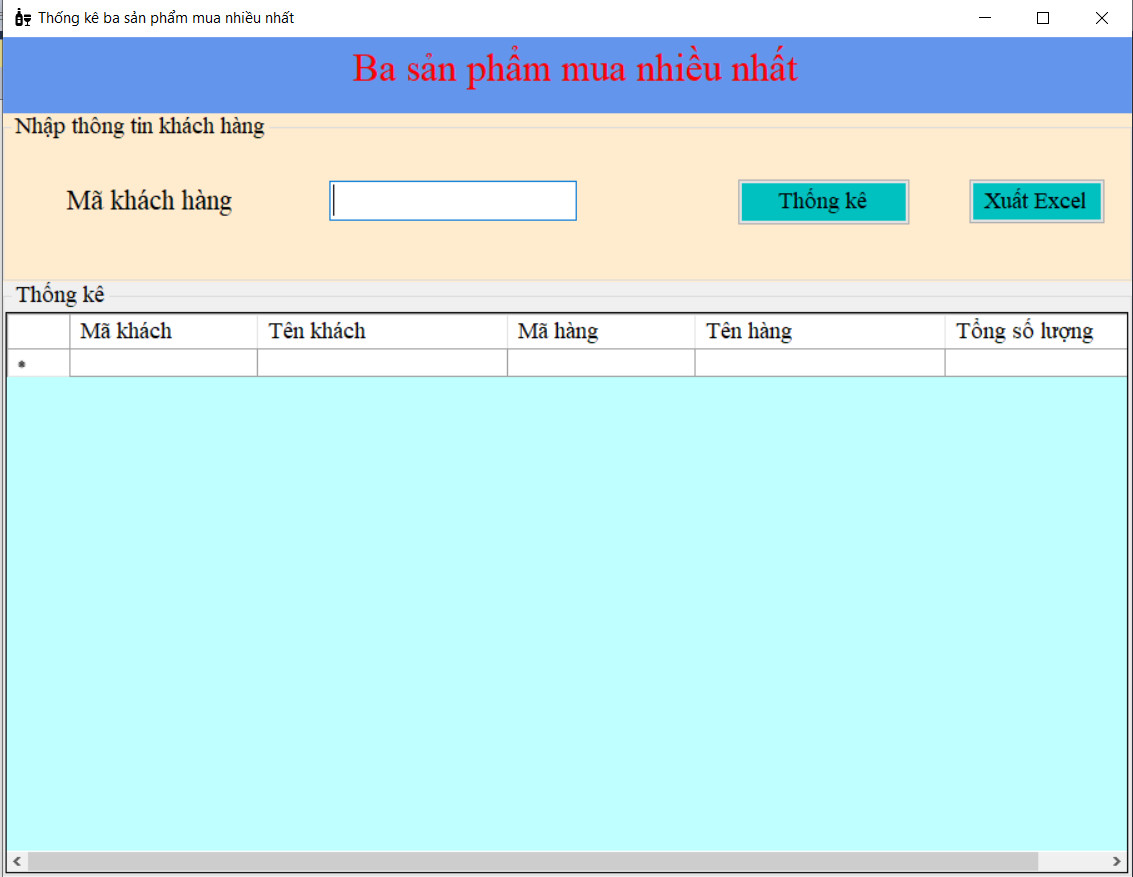 Thống kê ba sản phẩm mua nhiều nhất
Ba sản phẩm mua nhiều nhất
Nhập thông tin khách hàng
Mã khách hàng
Thống kê
Xuất Excel
Thống kê
Mã khách Tên khách Mã hàng Tên hàng Tổng số lượng